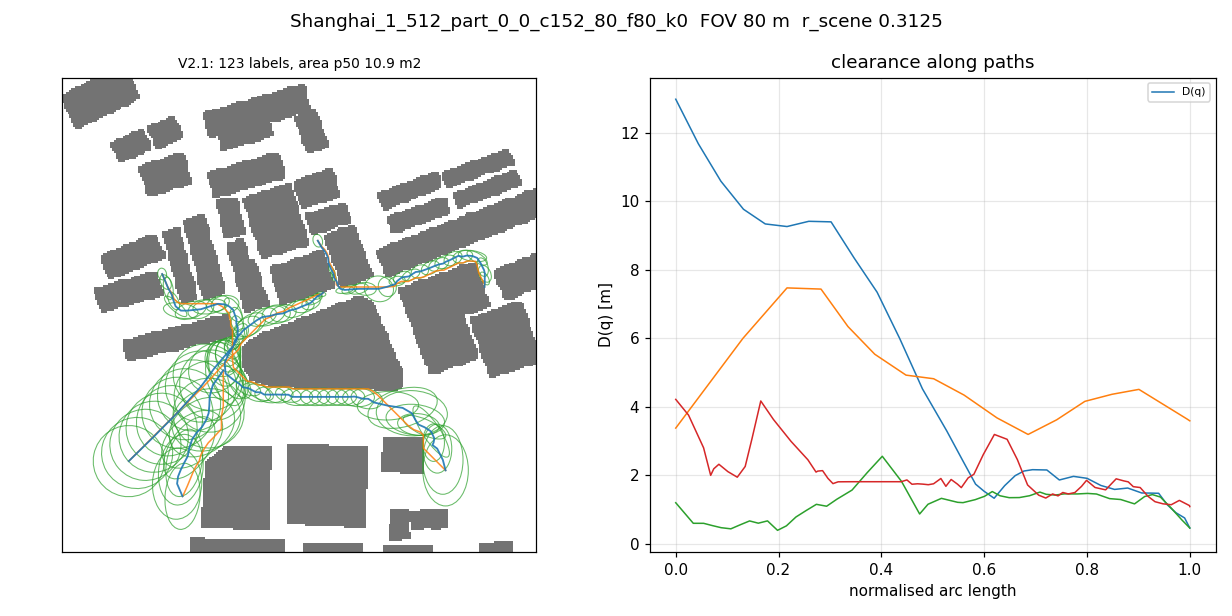 Shanghai_1_512_part_0_0_c152_80_f80_k0 FOV 80 m r_scene 0.3125
V2.1: 123 labels, area p50 10.9 m2
clearance along paths
D(q)
12
10
8
6
4
2
0
D(q) [m]
0.0 0.2 0.4 0.6 0.8 1.0
normalised arc length